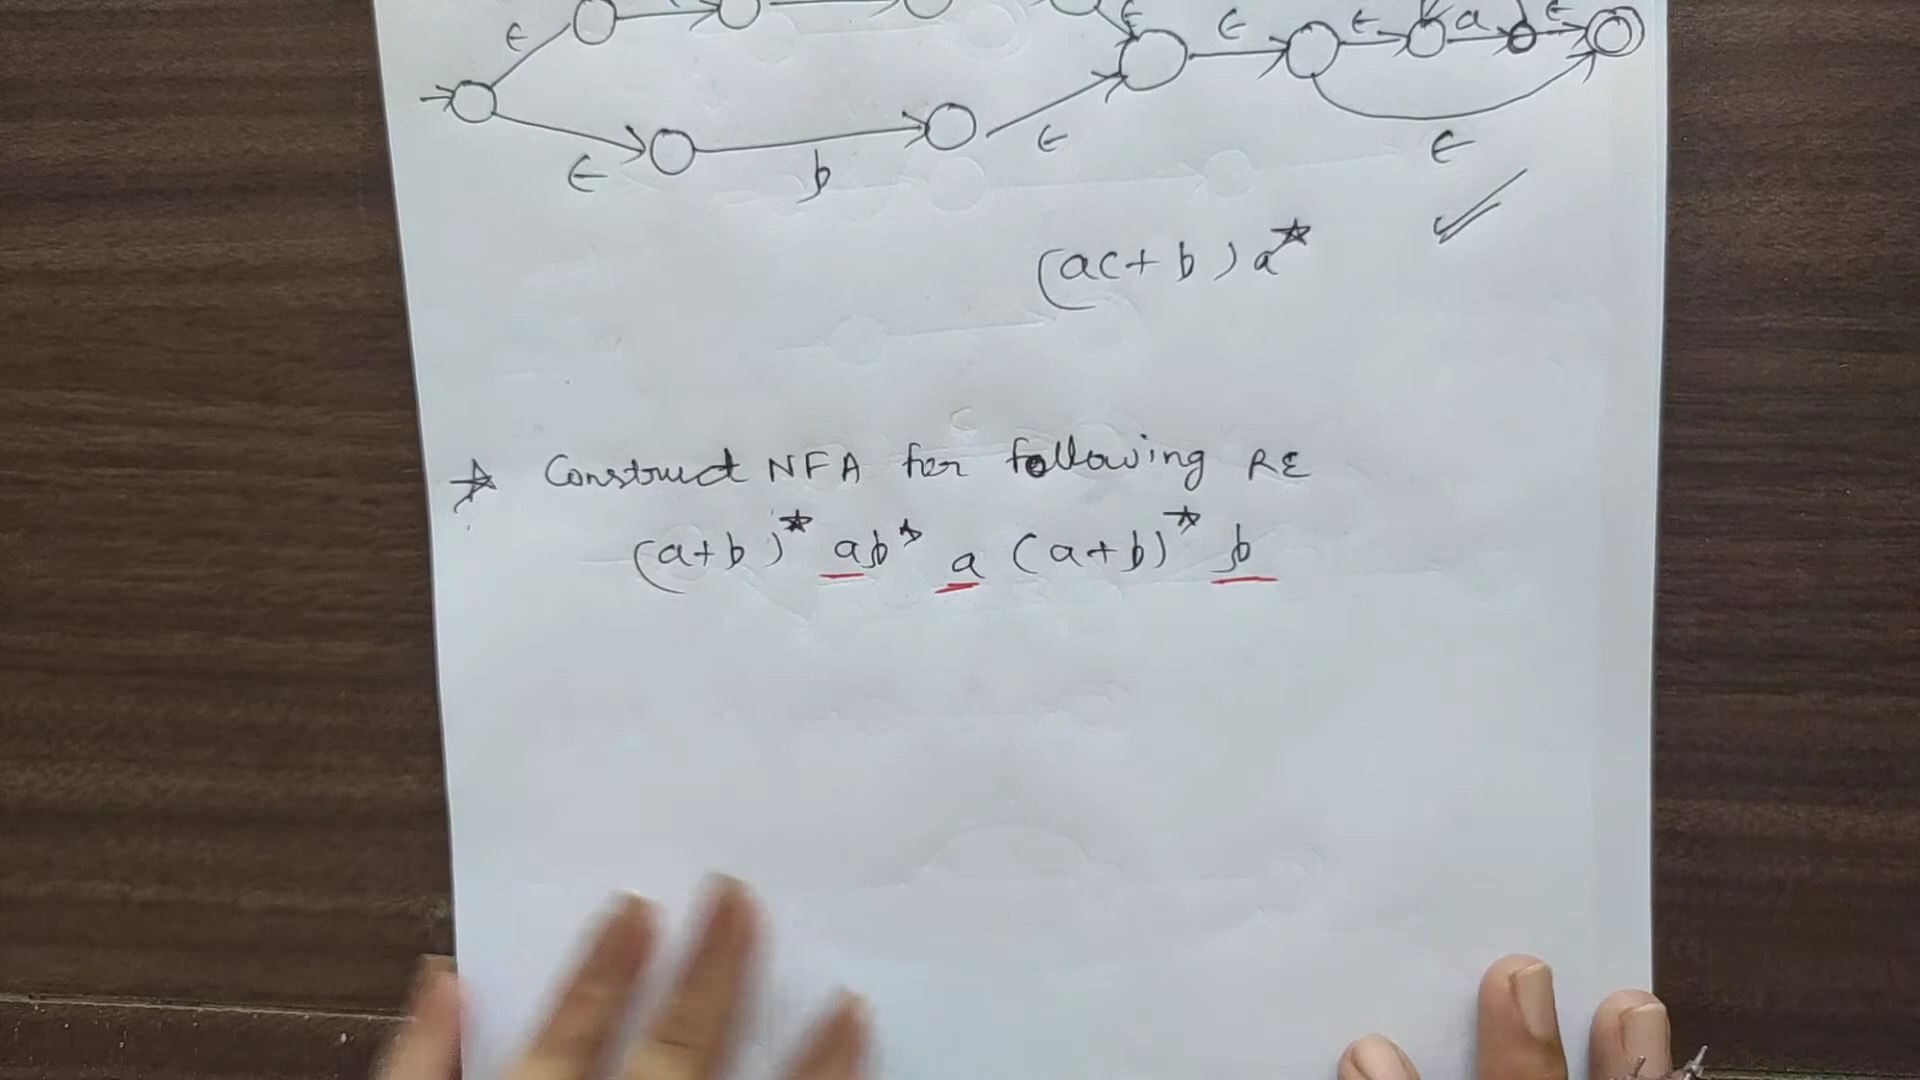 ϵ ϵ ϵ ϵ a ϵ
ϵ b ϵ ϵ
(ac+b)a*
* Construct NFA for following RE
(a+b)* ab* a (a+b)* b